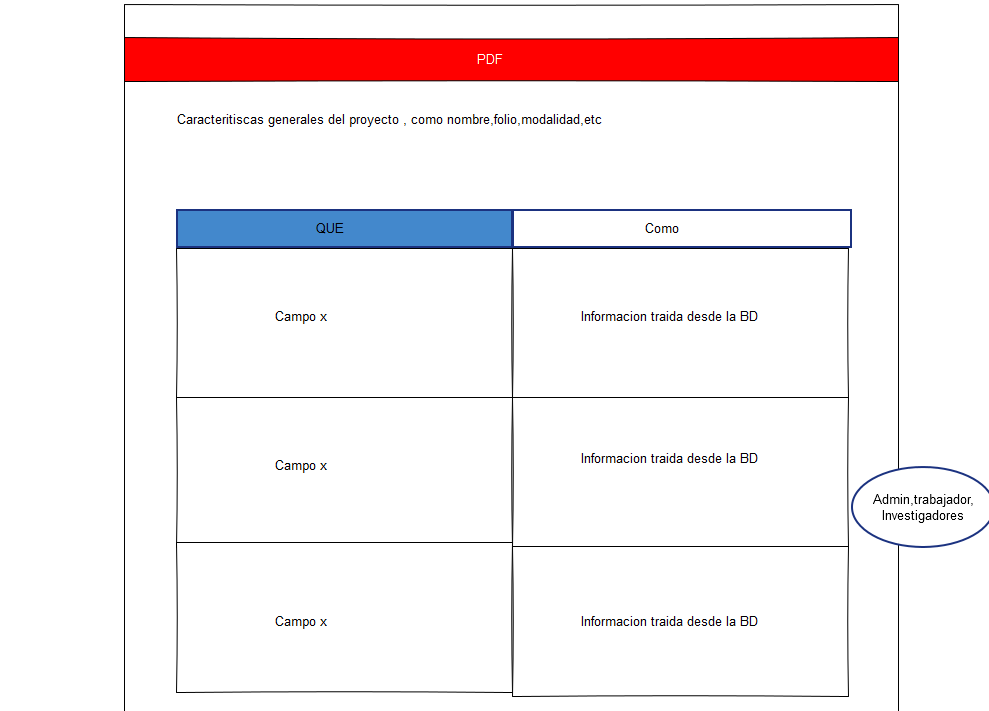 PDF
Caracteritiscas generales del proyecto , como nombre,folio,modalidad,etc
QUE
Como
Campo x
Informacion traida desde la BD
Campo x
Informacion traida desde la BD
Admin,trabajador,
Investigadores
Campo x
Informacion traida desde la BD